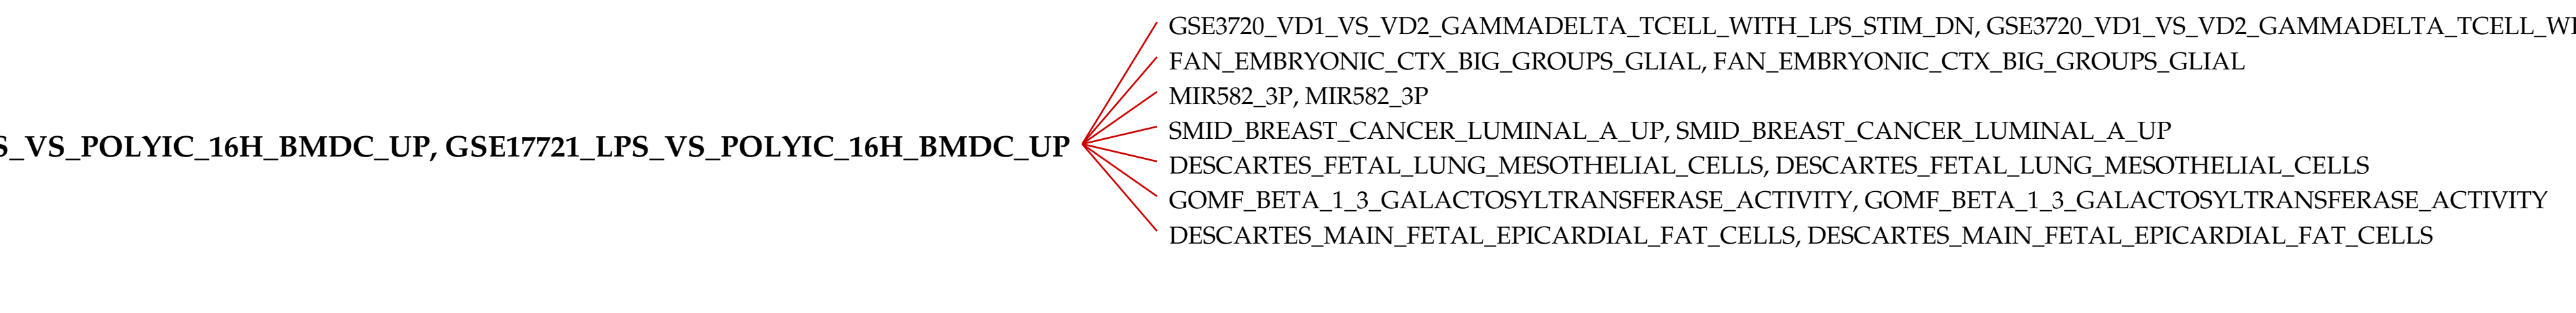 GSE3720_VD1_VS_VD2_GAMMADELTA_TCELL_WITH_LPS_STIM_DN, GSE3720_VD1_VS_VD2_GAMMADELTA_TCELL_WI
FAN_EMBRYONIC_CTX_BIG_GROUPS_GLIAL, FAN_EMBRYONIC_CTX_BIG_GROUPS_GLIAL
MIR582_3P, MIR582_3P
SMID_BREAST_CANCER_LUMINAL_A_UP, SMID_BREAST_CANCER_LUMINAL_A_UP
S_VS_POLYIC_16H_BMDC_UP, GSE17721_LPS_VS_POLYIC_16H_BMDC_UP
DESCARTES_FETAL_LUNG_MESOTHELIAL_CELLS, DESCARTES_FETAL_LUNG_MESOTHELIAL_CELLS
GOMF_BETA_1_3_GALACTOSYLTRANSFERASE_ACTIVITY, GOMF_BETA_1_3_GALACTOSYLTRANSFERASE_ACTIVITY
DESCARTES_MAIN_FETAL_EPICARDIAL_FAT_CELLS, DESCARTES_MAIN_FETAL_EPICARDIAL_FAT_CELLS